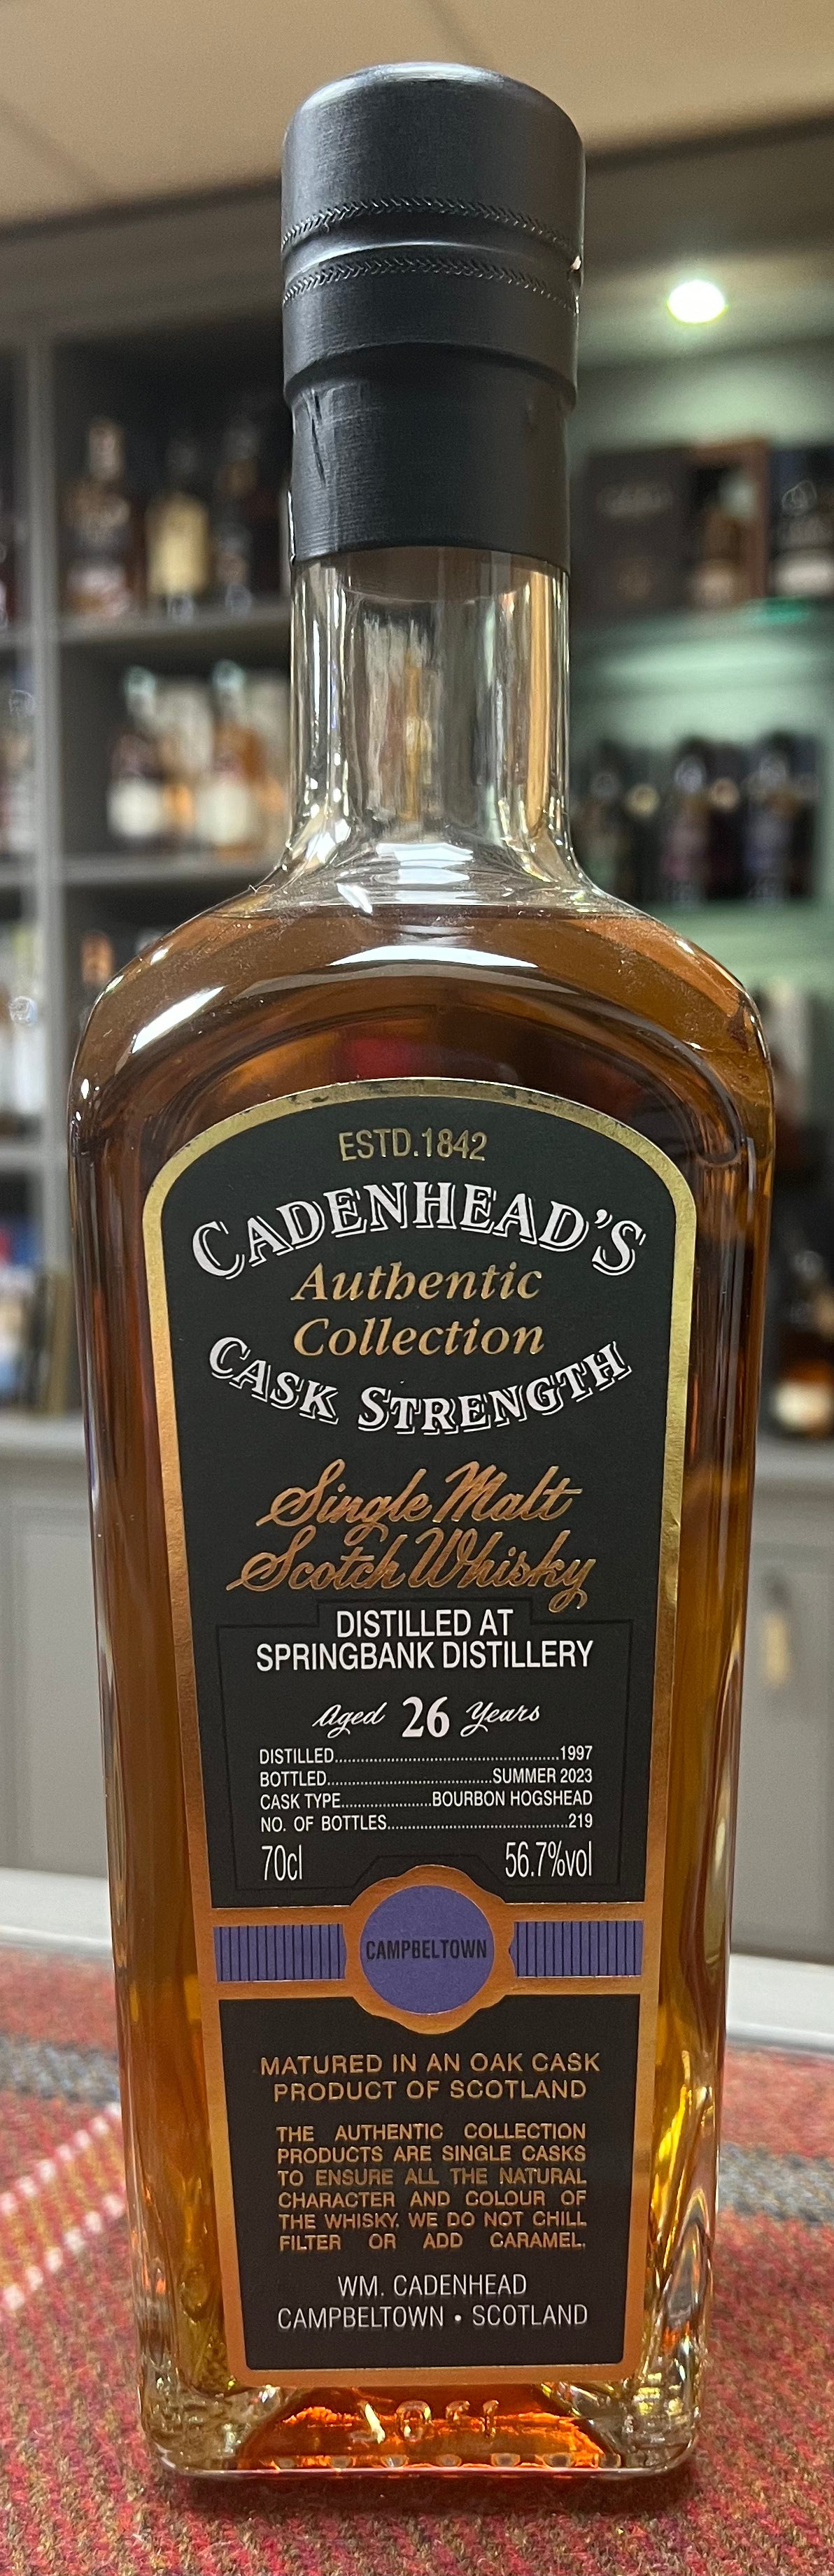 ESTD.1842
CADENHEAD'S
Authentic
Collection
CASK STRENGTH
Single Malt
Scotch Whisky
DISTILLED AT
SPRINGBANK DISTILLERY
Aged 26 Years
DISTILLED......................................................1997
BOTTLED........................................SUMMER 2023
CASK TYPE......................BOURBON HOGSHEAD
NO. OF BOTTLES............................................219
70cl 56.7%vol
CAMPBELTOWN
MATURED IN AN OAK CASK
PRODUCT OF SCOTLAND
THE AUTHENTIC COLLECTION
PRODUCTS ARE SINGLE CASKS
TO ENSURE ALL THE NATURAL
CHARACTER AND COLOUR OF
THE WHISKY. WE DO NOT CHILL
FILTER OR ADD CARAMEL.
WM. CADENHEAD
CAMPBELTOWN • SCOTLAND